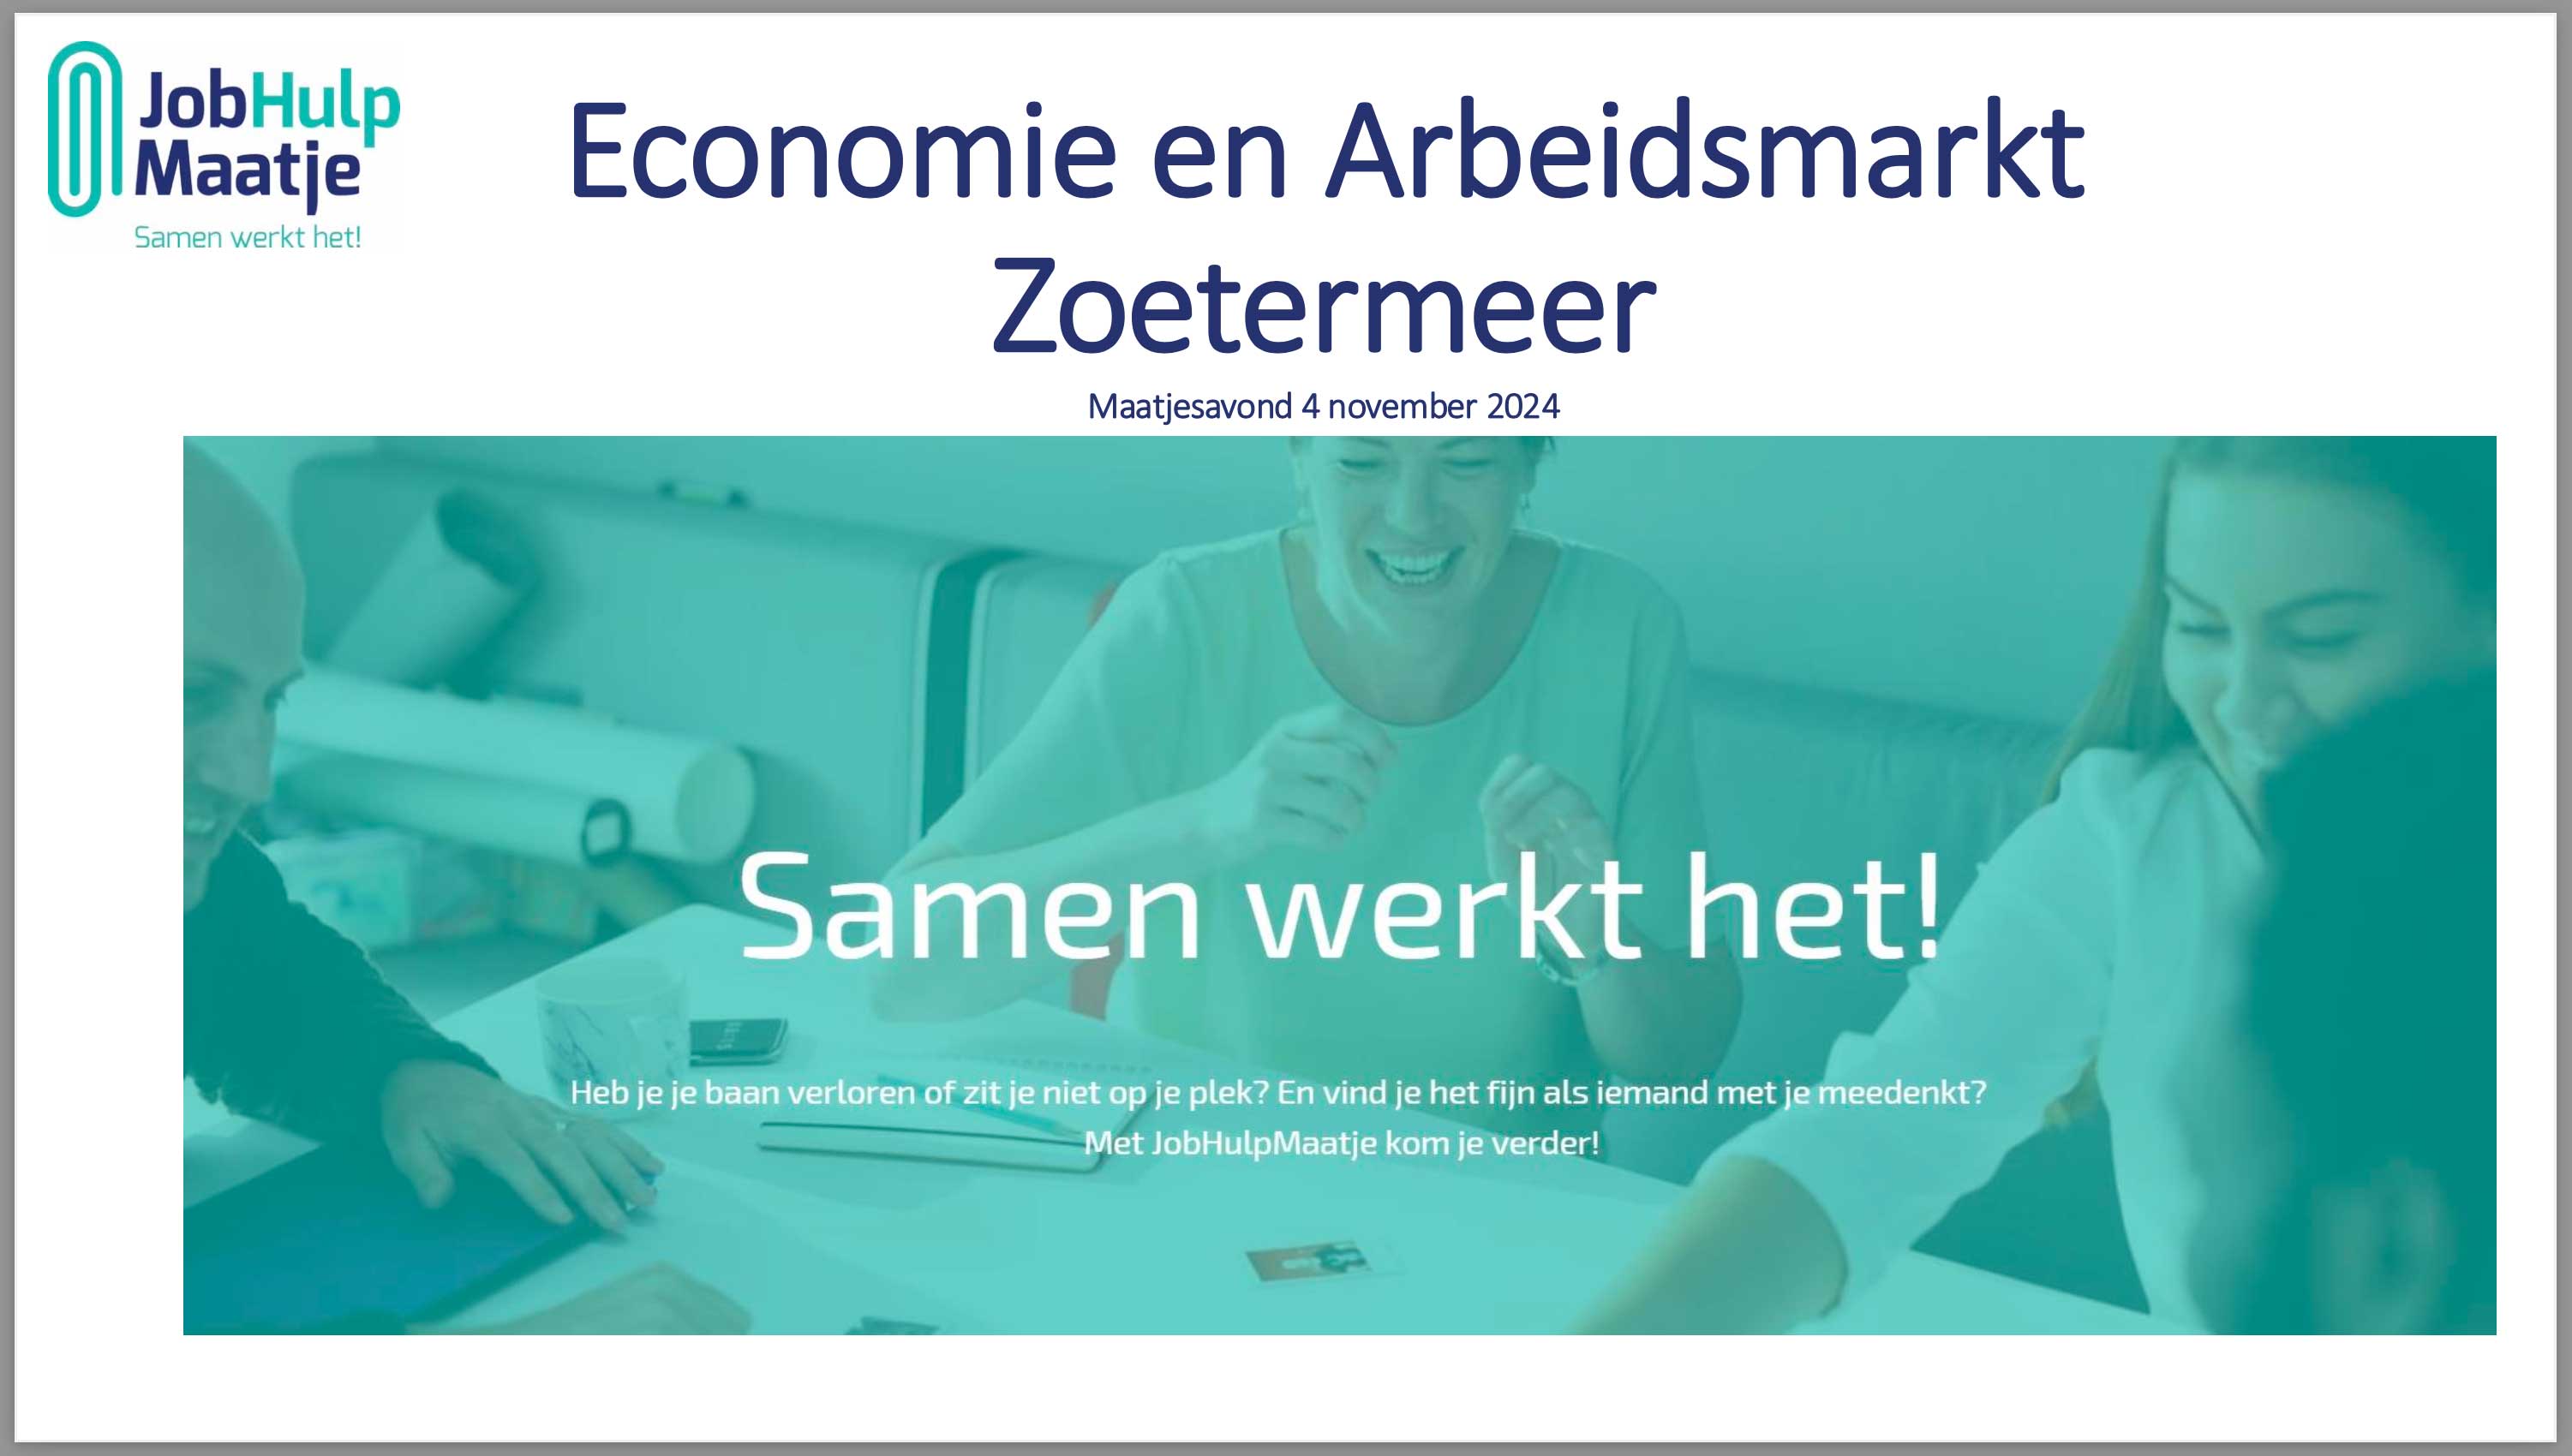 JobHulp
Maatje
Samen werkt het!
Economie en Arbeidsmarkt
Zoetermeer
Maatjesavond 4 november 2024
Samen werkt het!
Heb je je baan verloren of zit je niet op je plek? En vind je het fijn als iemand met je meedenkt?
Met JobHulpMaatje kom je verder!